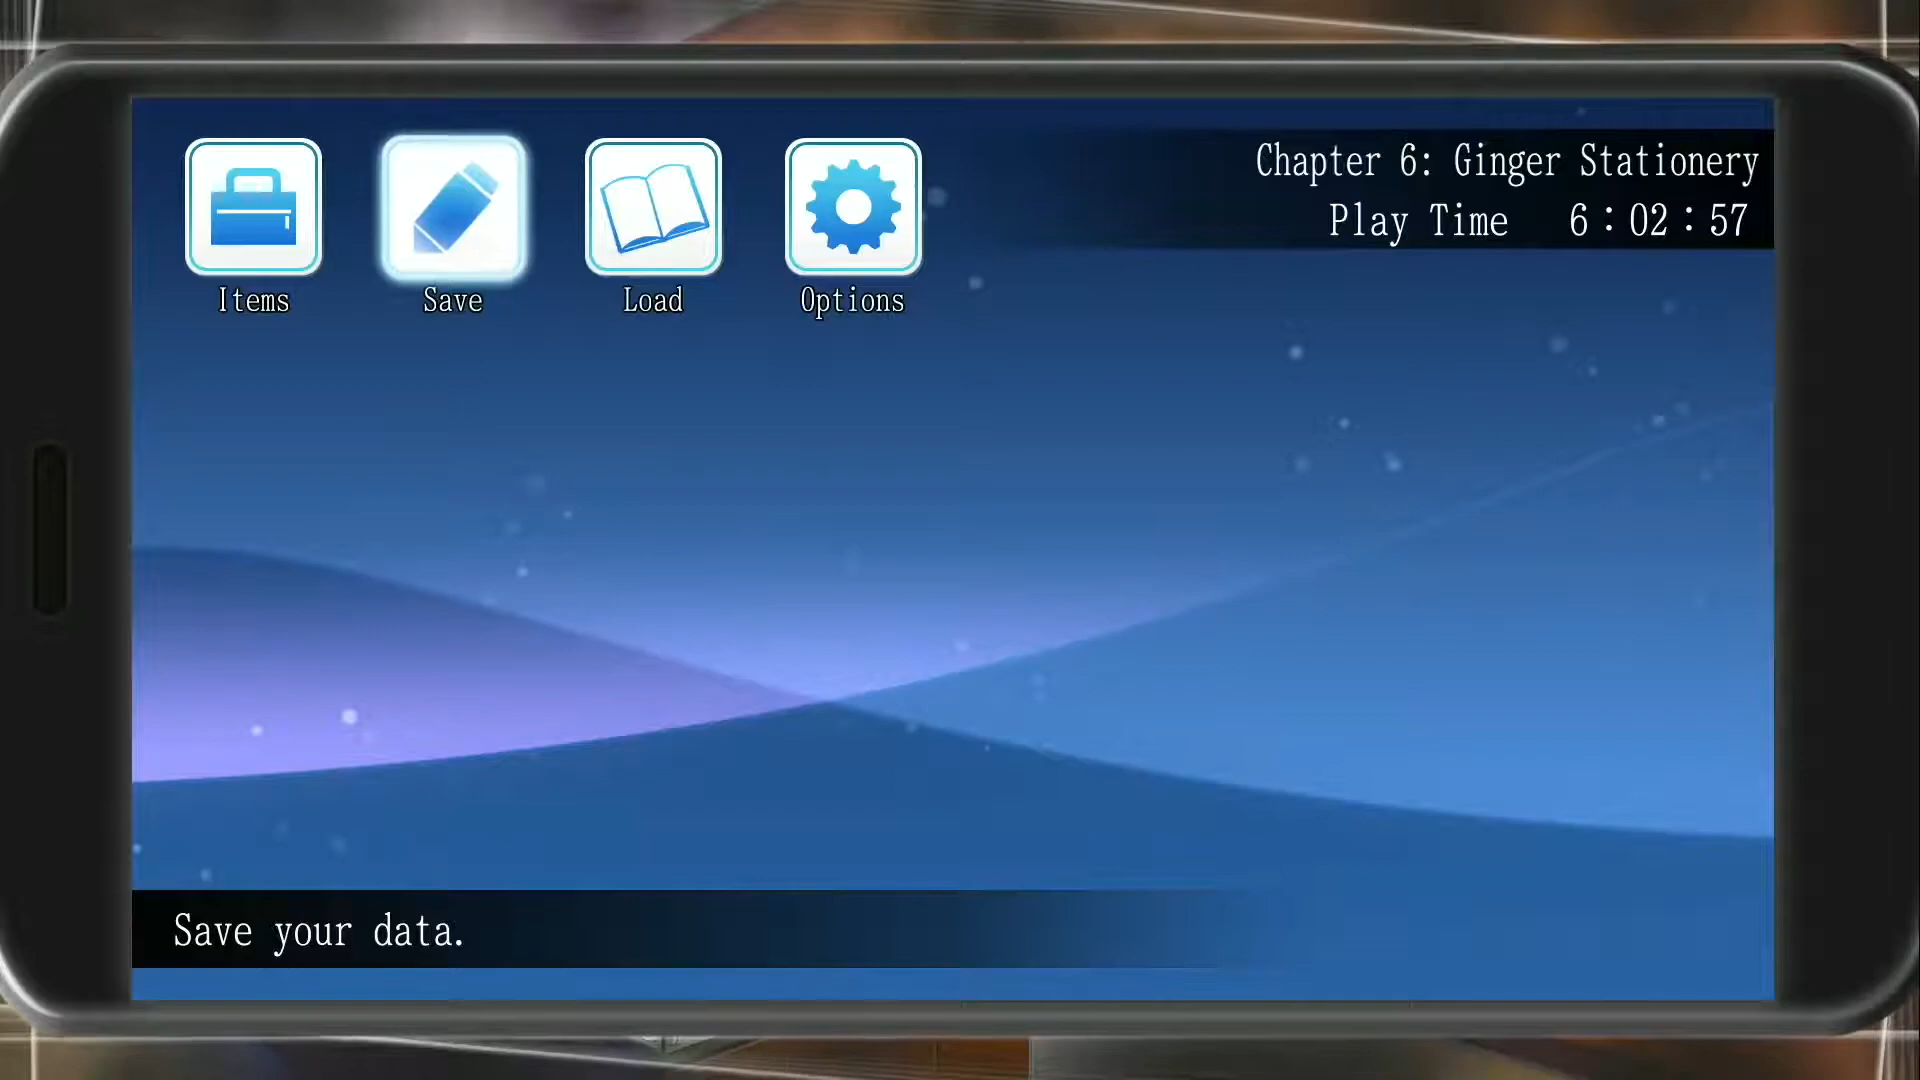 Chapter 6: Ginger Stationery
Play Time 6:02:57
Items Save Load Options
Save your data.